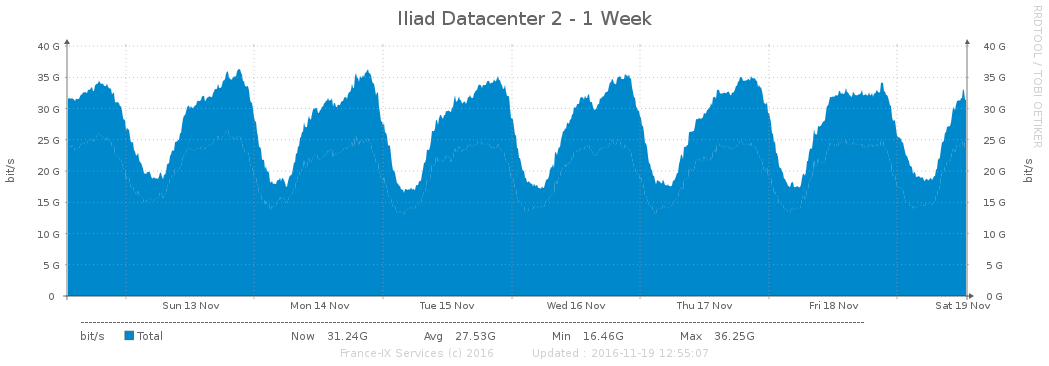 Iliad Datacenter 2 - 1 Week
RRDTOOL / TOBI OETIKER
bit/s
40 G
35 G
30 G
25 G
20 G
15 G
10 G
5 G
0
40 G
35 G
30 G
25 G
20 G
15 G
10 G
5 G
0 G
bit/s
Sun 13 Nov Mon 14 Nov Tue 15 Nov Wed 16 Nov Thu 17 Nov Fri 18 Nov Sat 19 Nov
bit/s Total Now 31.24G Avg 27.53G Min 16.46G Max 36.25G
France-IX Services (c) 2016 Updated : 2016-11-19 12:55:07